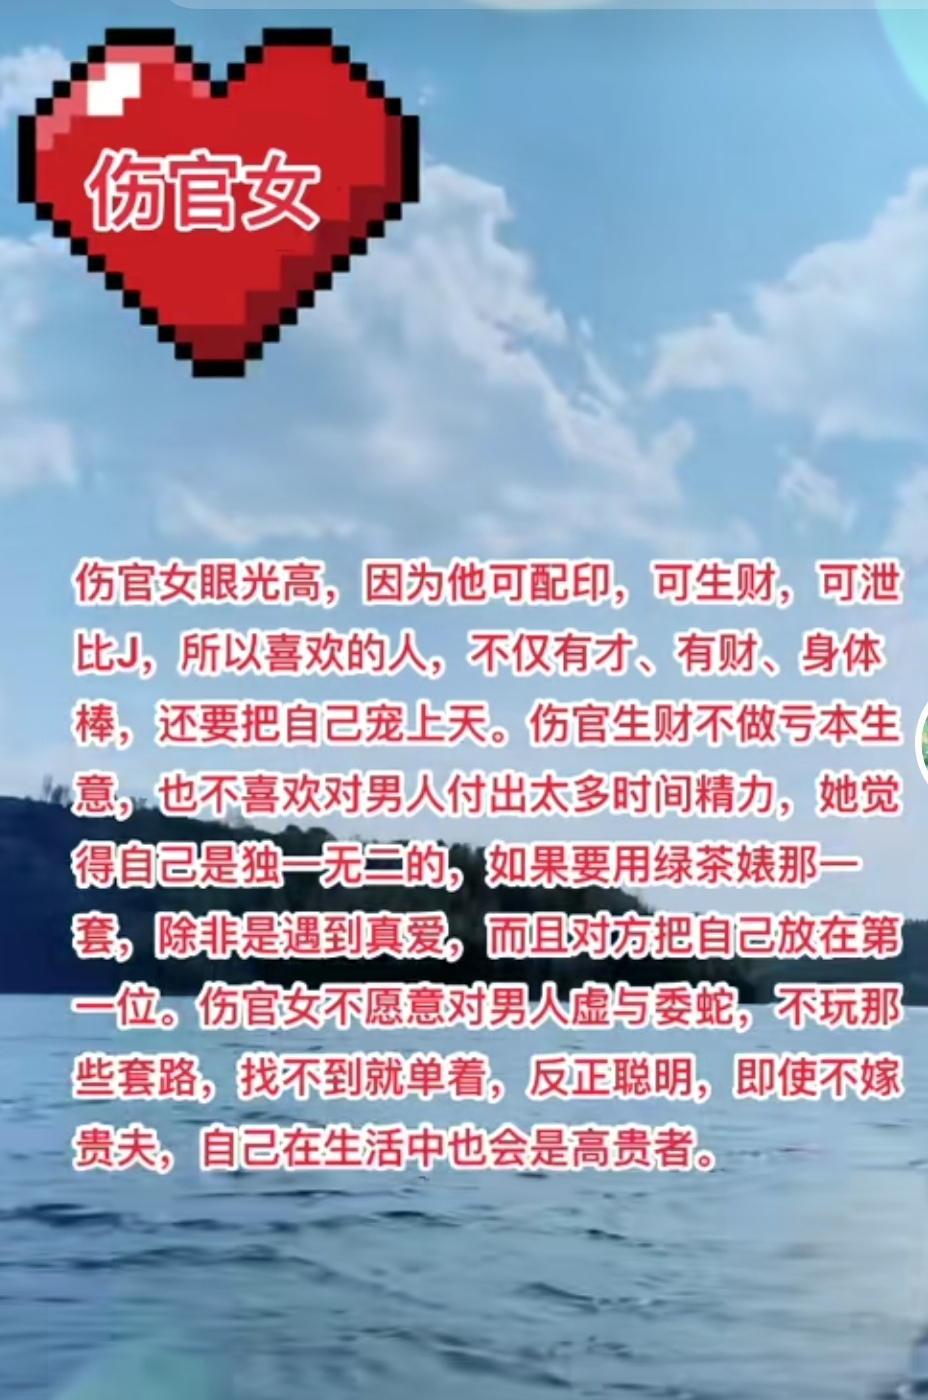 伤官女
伤官女眼光高，因为他可配印，可生财，可泄
比J，所以喜欢的人，不仅有才、有财、身体
棒，还要把自己宠上天。伤官生财不做亏本生
意，也不喜欢对男人付出太多时间精力，她觉
得自己是独一无二的，如果要用绿茶婊那一
套，除非是遇到真爱，而且对方把自己放在第
一位。伤官女不愿意对男人虚与委蛇，不玩那
些套路，找不到就单着，反正聪明，即使不嫁
贵夫，自己在生活中也会是高贵者。